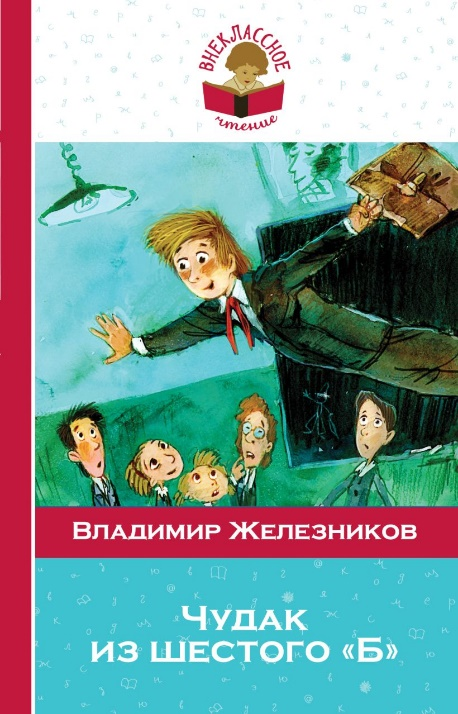 ВНЕКЛАССНОЕ
чтение
ВЛАДИМИР ЖЕЛЕЗНИКОВ
ЧУДАК
ИЗ ШЕСТОГО «Б»